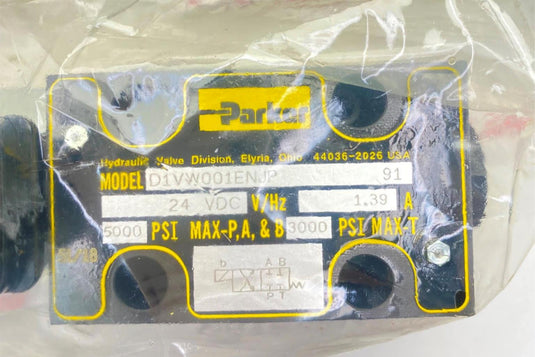 Parker
Hydraulic Valve Division, Elyria, Ohio 44036-2026 USA
MODEL D1VW001ENJP 91
24 VDC V/Hz 1.39 A
5000 PSI MAX-P,A, & B 3000 PSI MAX-T
b A B
P T